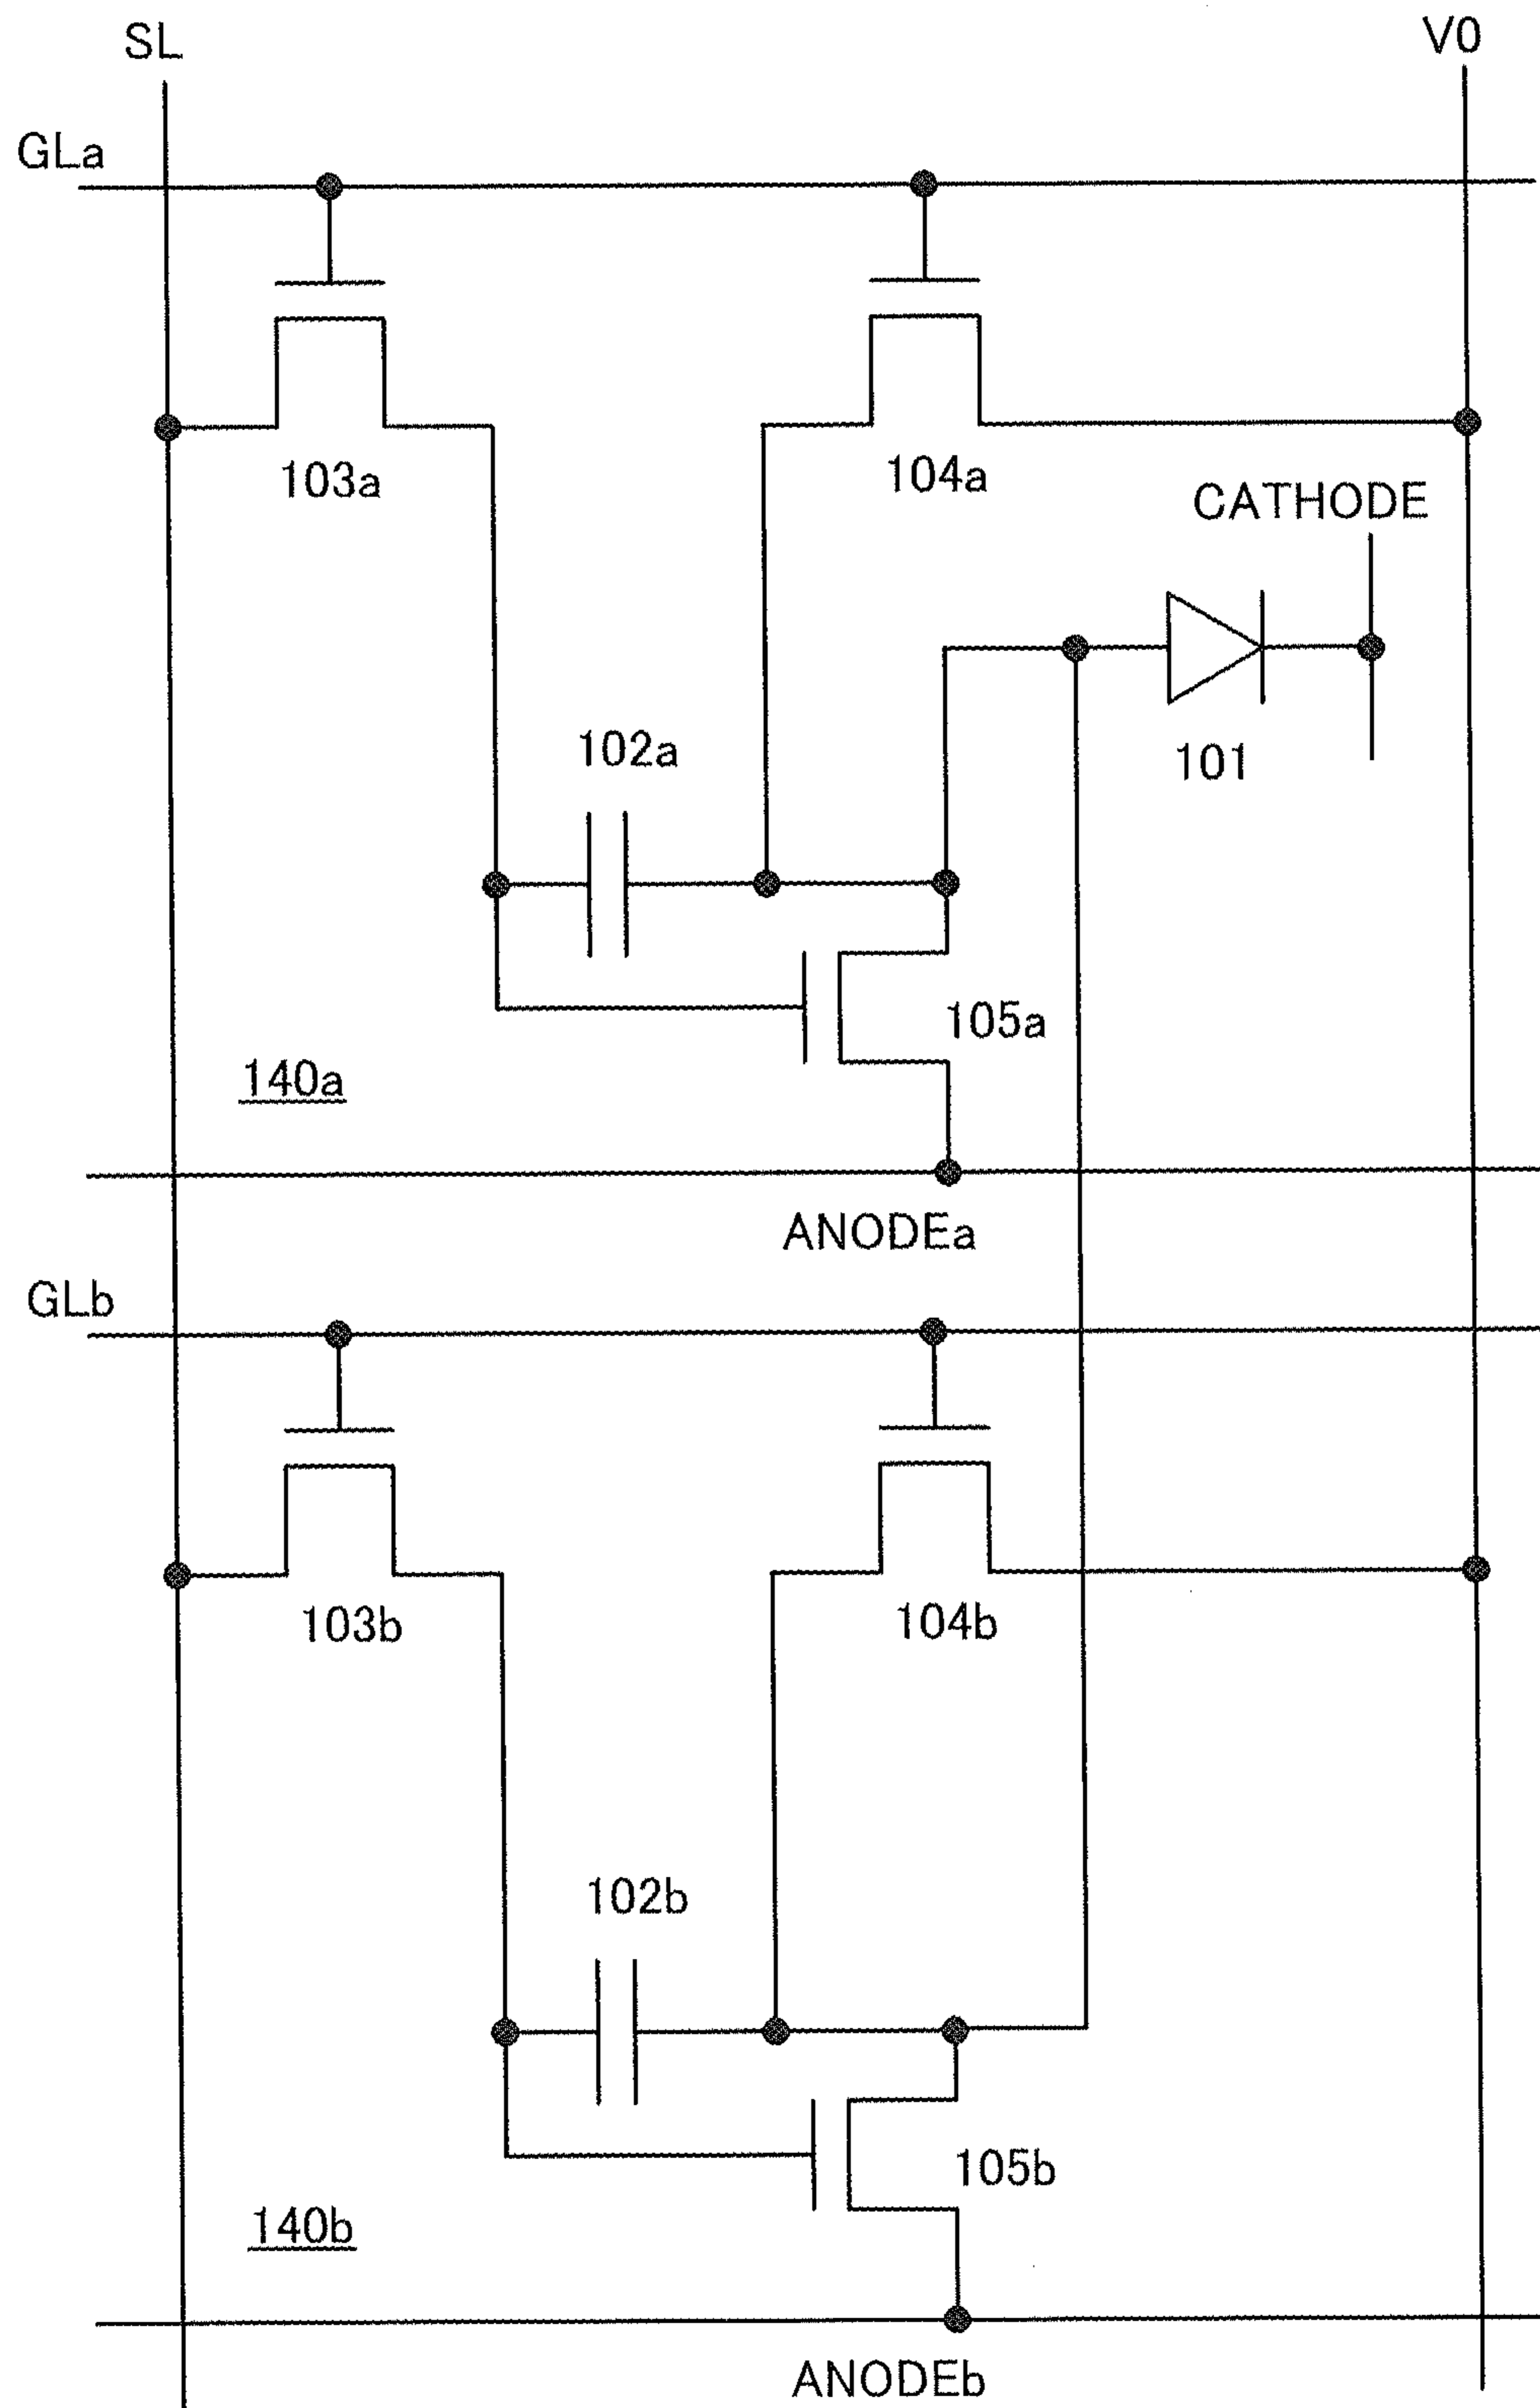 SL
V0
GLa
103a
104a
CATHODE
102a
101
105a
140a
ANODEa
GLb
103b
104b
102b
105b
140b
ANODEb